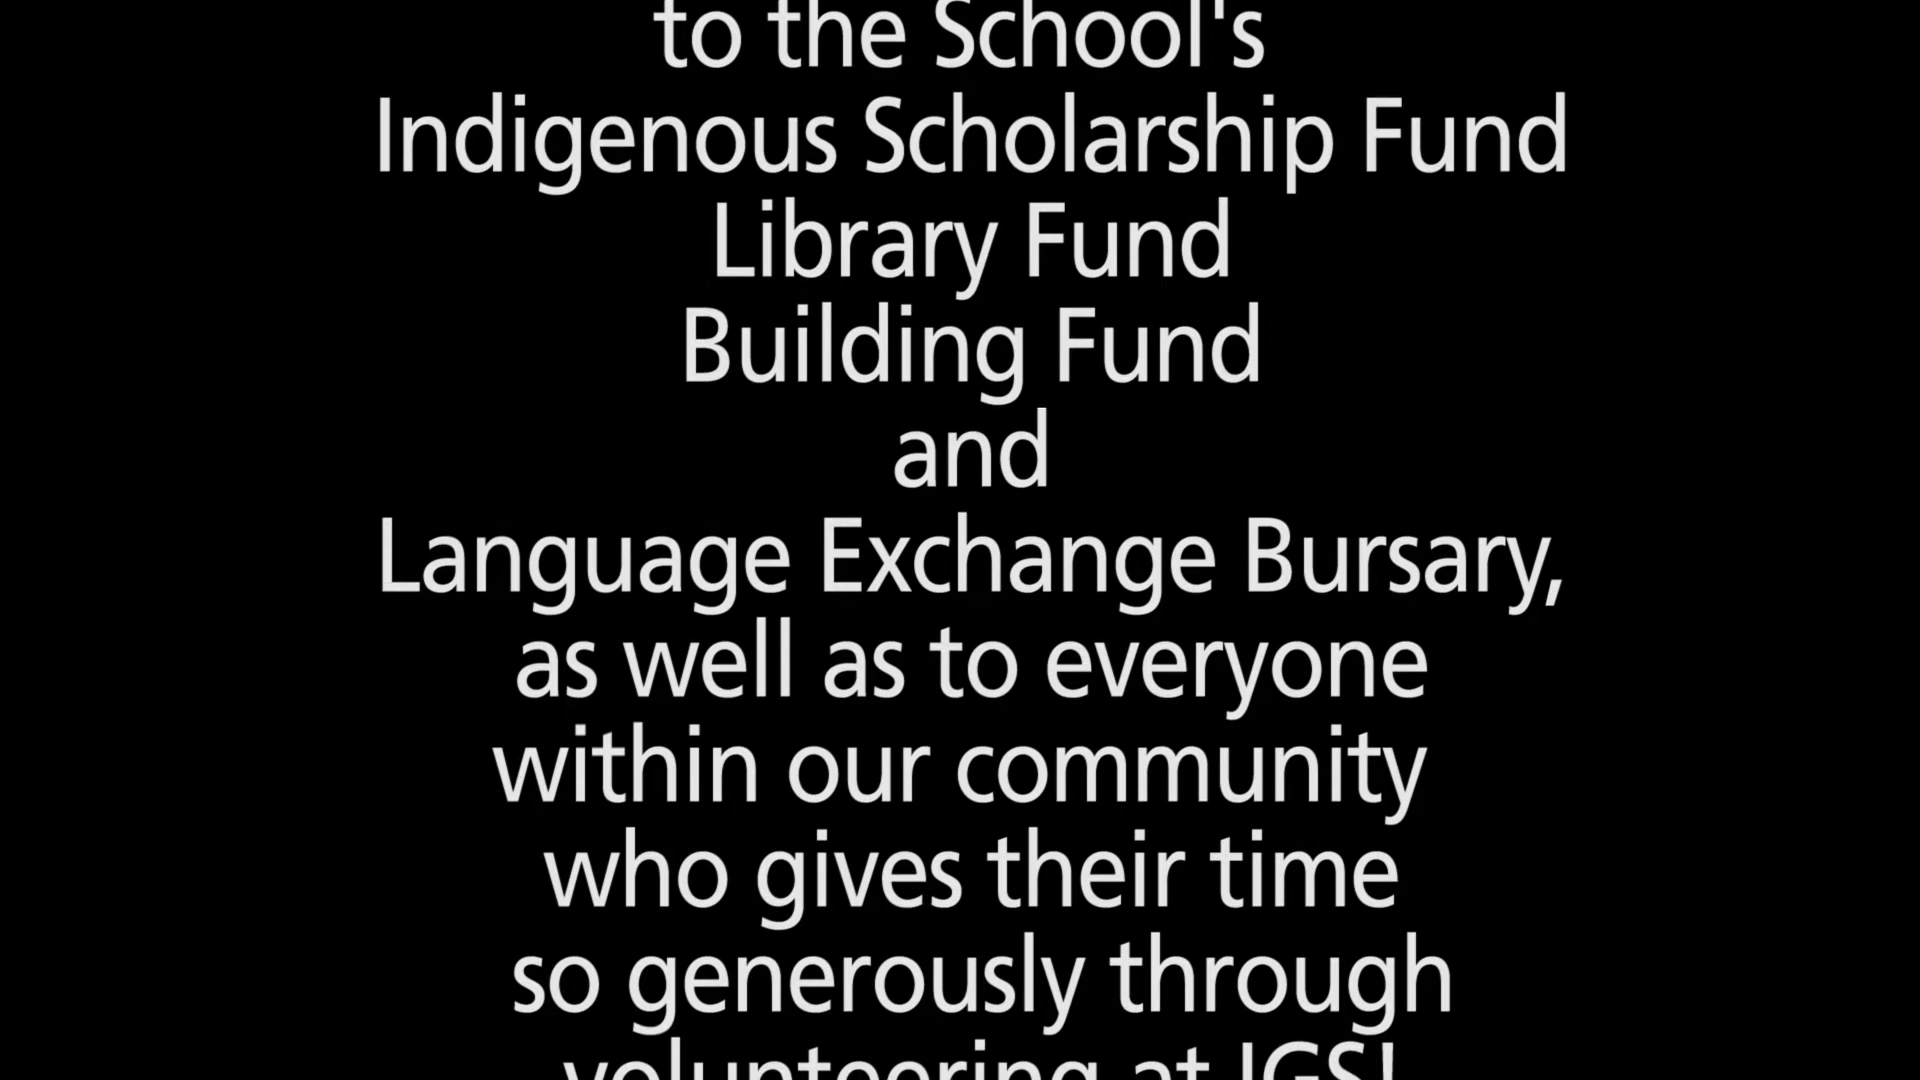 to the School's
Indigenous Scholarship Fund
Library Fund
Building Fund
and
Language Exchange Bursary,
as well as to everyone
within our community
who gives their time
so generously through
volunteering at IGS!